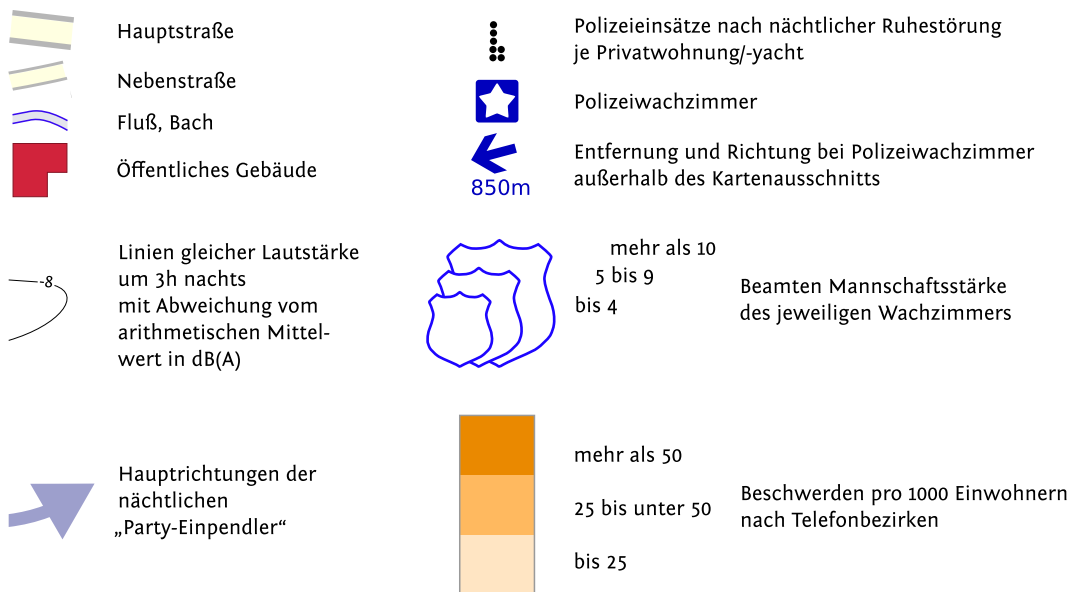 Hauptstraße
Nebenstraße
Fluß, Bach
Öffentliches Gebäude
Linien gleicher Lautstärke
um 3h nachts
mit Abweichung vom
arithmetischen Mittel-
wert in dB(A)
-8
Hauptrichtungen der
nächtlichen
„Party-Einpendler“
Polizeieinsätze nach nächtlicher Ruhestörung
je Privatwohnung/-yacht
Polizeiwachzimmer
Entfernung und Richtung bei Polizeiwachzimmer
außerhalb des Kartenausschnitts
850m
mehr als 10
5 bis 9
bis 4
Beamten Mannschaftsstärke
des jeweiligen Wachzimmers
mehr als 50
25 bis unter 50
bis 25
Beschwerden pro 1000 Einwohnern
nach Telefonbezirken